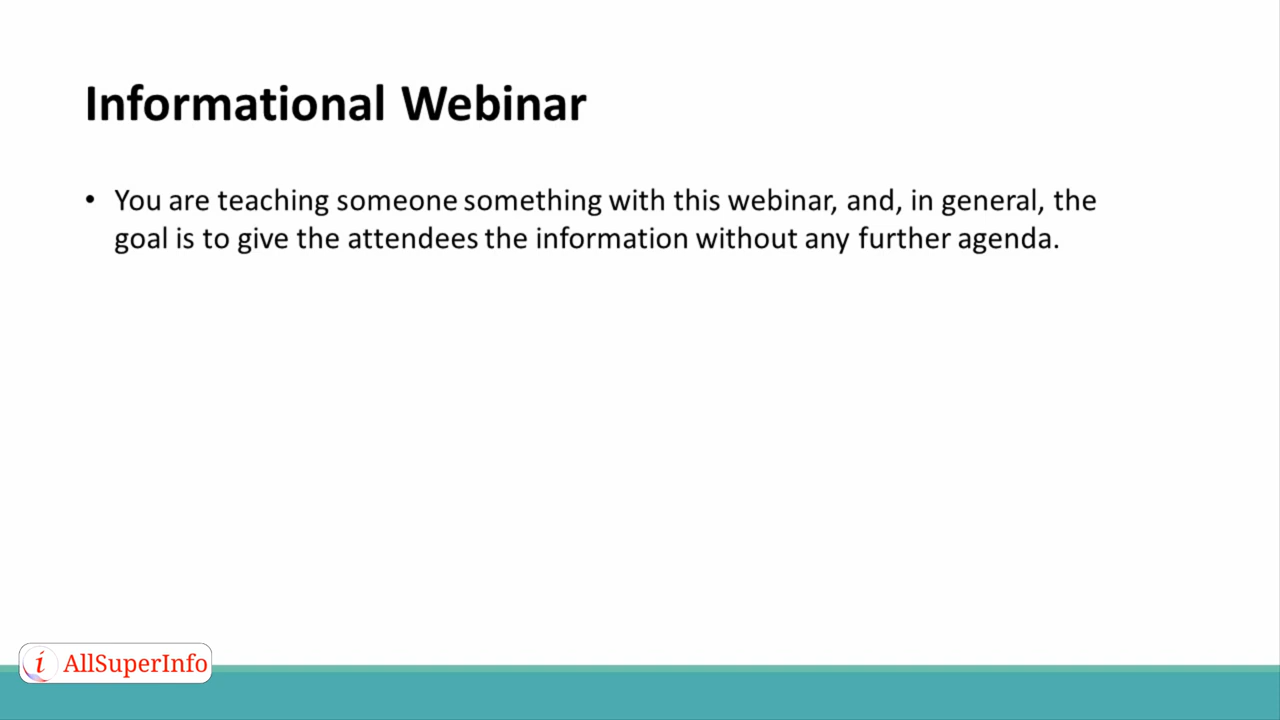 Informational Webinar
• You are teaching someone something with this webinar, and, in general, the
goal is to give the attendees the information without any further agenda.
i AllSuperInfo